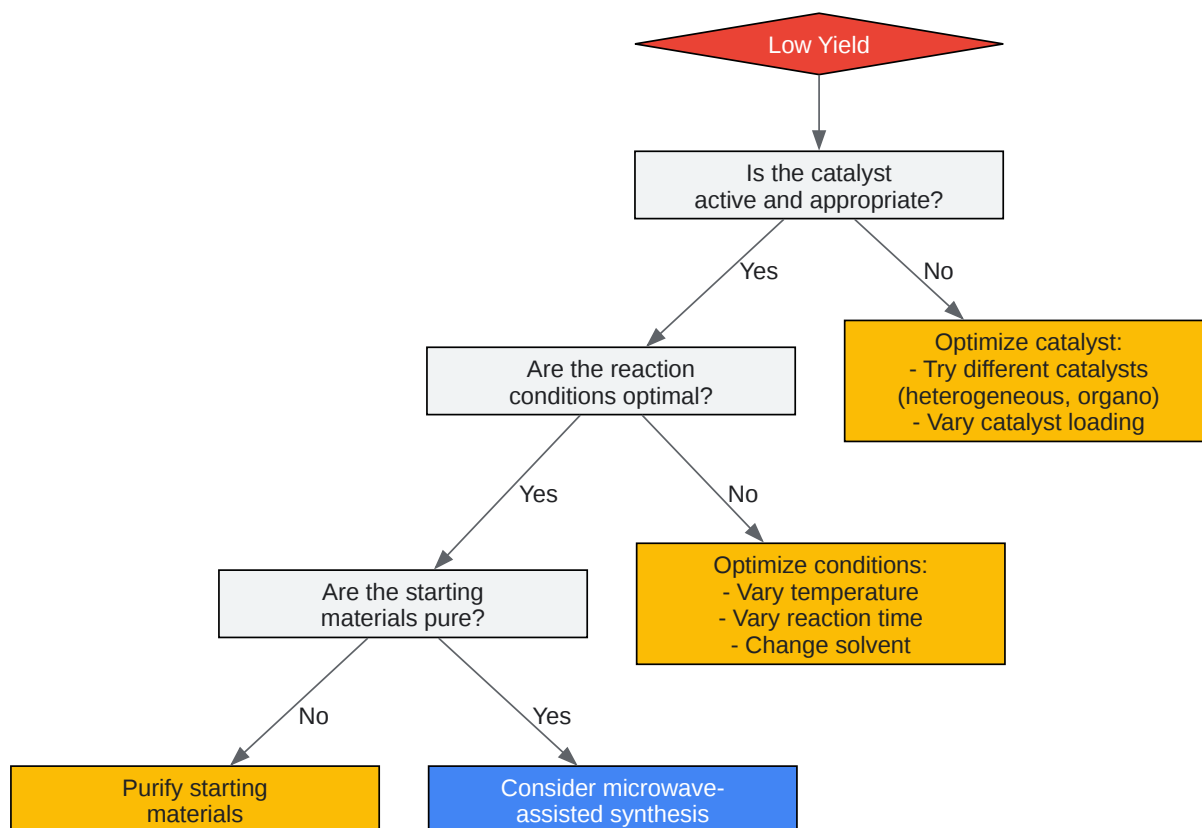 Low Yield
Is the catalyst
active and appropriate?
Yes
No
Optimize catalyst:
- Try different catalysts
(heterogeneous, organo)
- Vary catalyst loading
Are the reaction
conditions optimal?
Yes
No
Optimize conditions:
- Vary temperature
- Vary reaction time
- Change solvent
Are the starting
materials pure?
No
Yes
Purify starting
materials
Consider microwave-
assisted synthesis